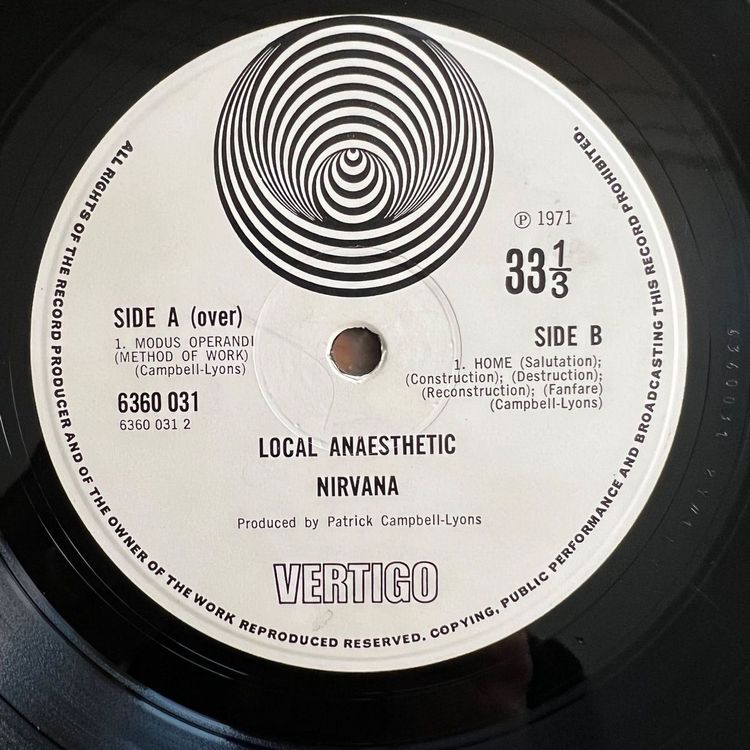 ℗ 1971
33 1/3
SIDE A (over)
1. MODUS OPERANDI
(METHOD OF WORK)
(Campbell-Lyons)
6360 031
6360 031 2
SIDE B
1. HOME (Salutation);
(Construction); (Destruction);
(Reconstruction); (Fanfare)
(Campbell-Lyons)
LOCAL ANAESTHETIC
NIRVANA
Produced by Patrick Campbell-Lyons
VERTIGO
ALL RIGHTS OF THE RECORD PRODUCER AND OF THE OWNER OF THE WORK REPRODUCED RESERVED. COPYING, PUBLIC PERFORMANCE AND BROADCASTING THIS RECORD PROHIBITED.
6360031